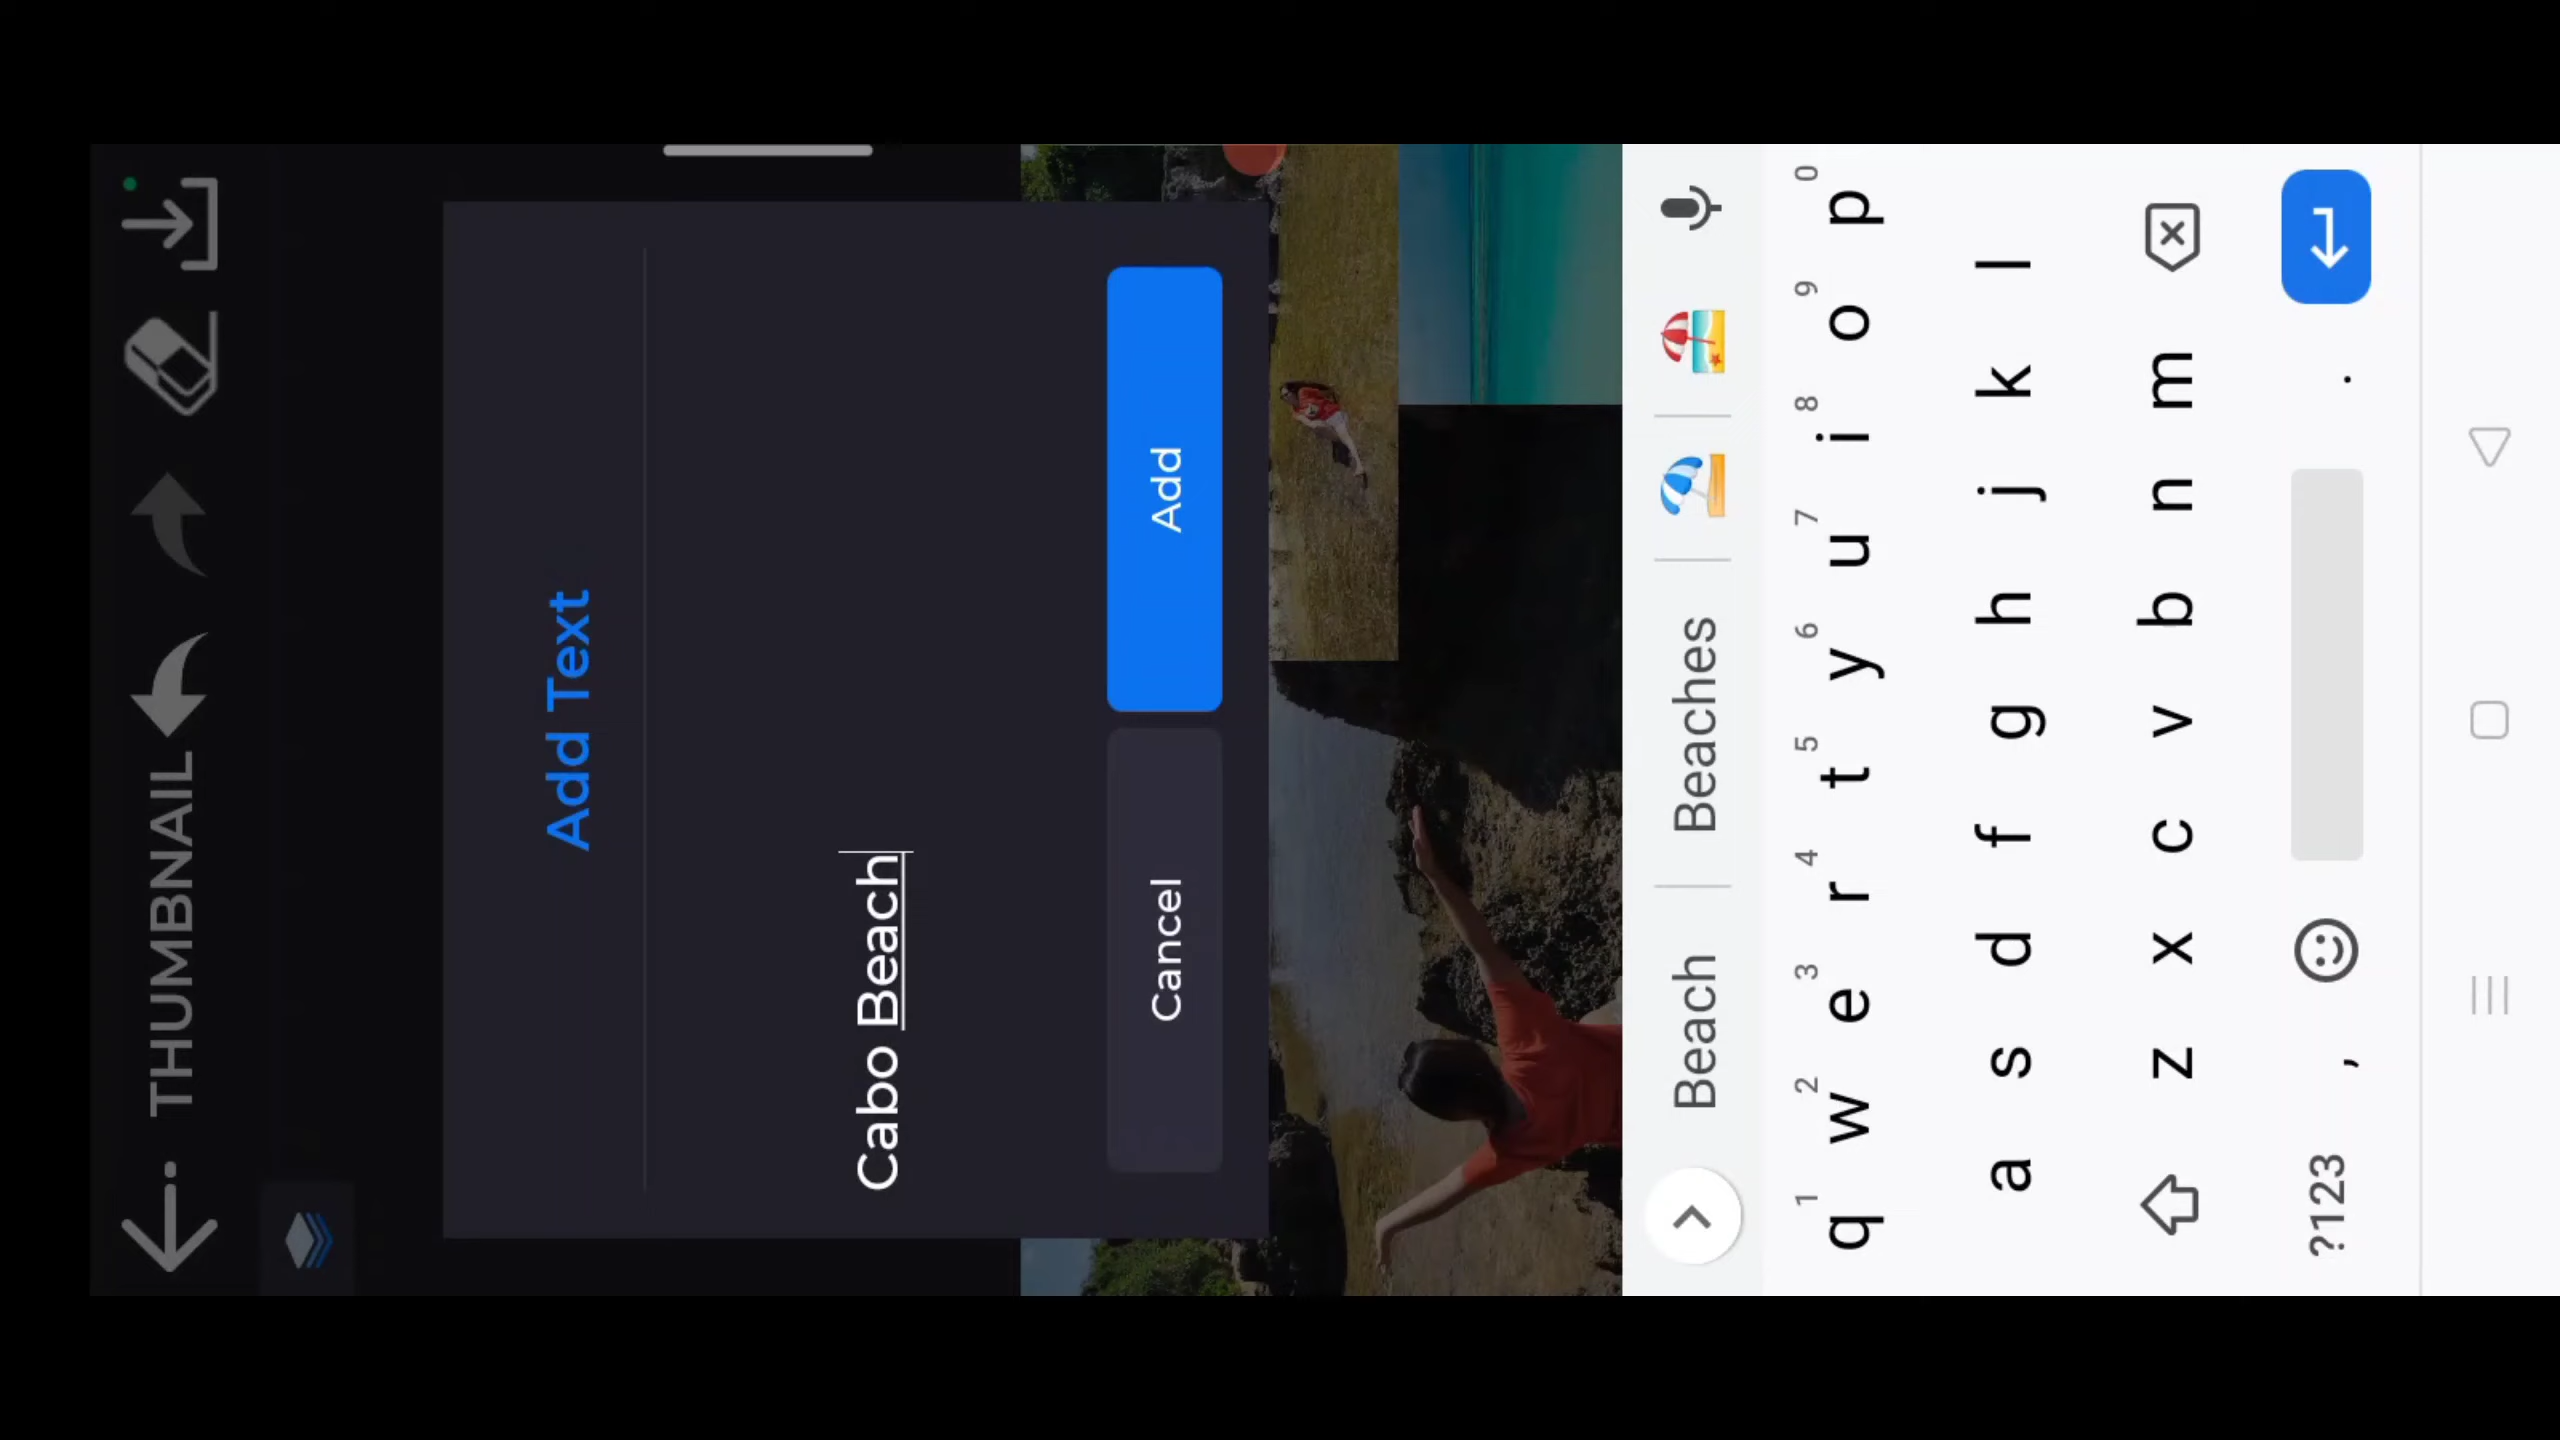 THUMBNAIL
Add Text
Cabo Beach
Cancel Add
Beach Beaches
1 2 3 4 5 6 7 8 9 0
q w e r t y u i o p
a s d f g h j k l
z x c v b n m
?123 , .